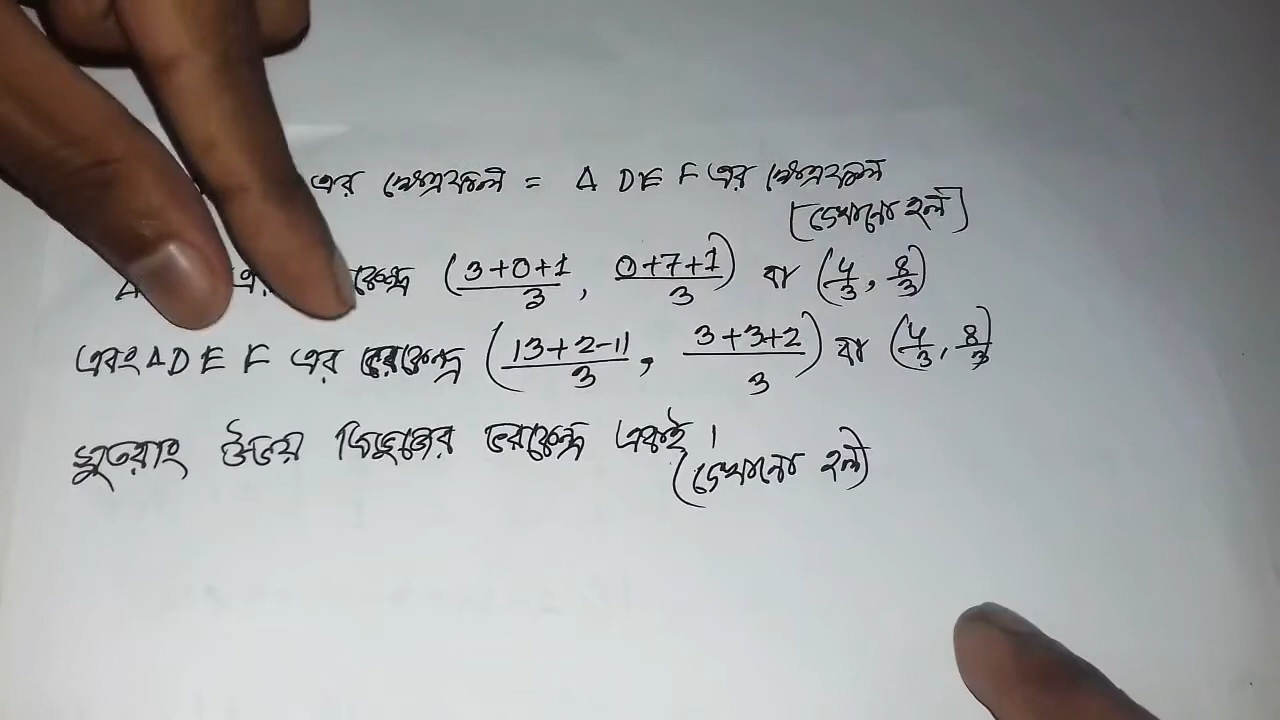 এর ক্ষেত্রফল = Δ DEF এর ক্ষেত্রফল
[দেখানো হল]
Δ এর কেন্দ্র (3+0+1/3, 0+7+1/3) বা (4/3, 8/3)
এবং Δ DEF এর ভরকেন্দ্র (13+2-11/3, 3+3+2/3) বা (4/3, 8/3)
সুতরাং উভয় ত্রিভুজের ভরকেন্দ্র একই।
(দেখানো হল)